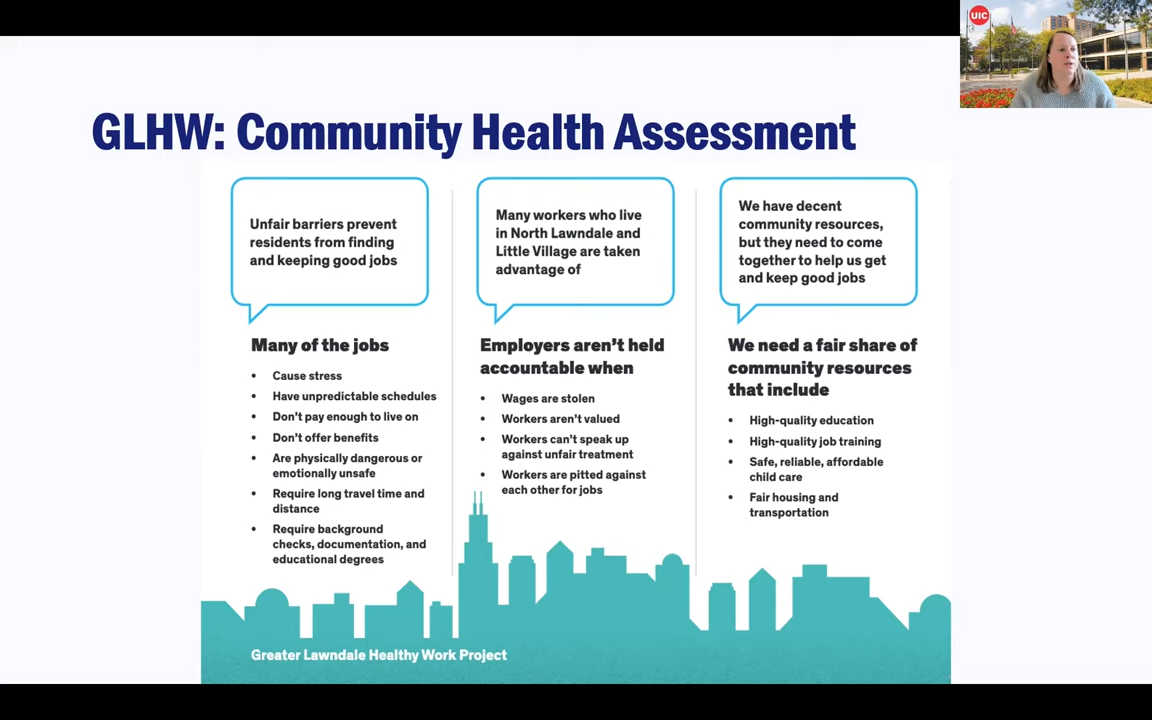 UIC
GLHW: Community Health Assessment
Unfair barriers prevent
residents from finding
and keeping good jobs
Many of the jobs
• Cause stress
• Have unpredictable schedules
• Don't pay enough to live on
• Don't offer benefits
• Are physically dangerous or
emotionally unsafe
• Require long travel time and
distance
• Require background
checks, documentation, and
educational degrees
Many workers who live
in North Lawndale and
Little Village are taken
advantage of
Employers aren't held
accountable when
• Wages are stolen
• Workers aren't valued
• Workers can't speak up
against unfair treatment
• Workers are pitted against
each other for jobs
We have decent
community resources,
but they need to come
together to help us get
and keep good jobs
We need a fair share of
community resources
that include
• High-quality education
• High-quality job training
• Safe, reliable, affordable
child care
• Fair housing and
transportation
Greater Lawndale Healthy Work Project